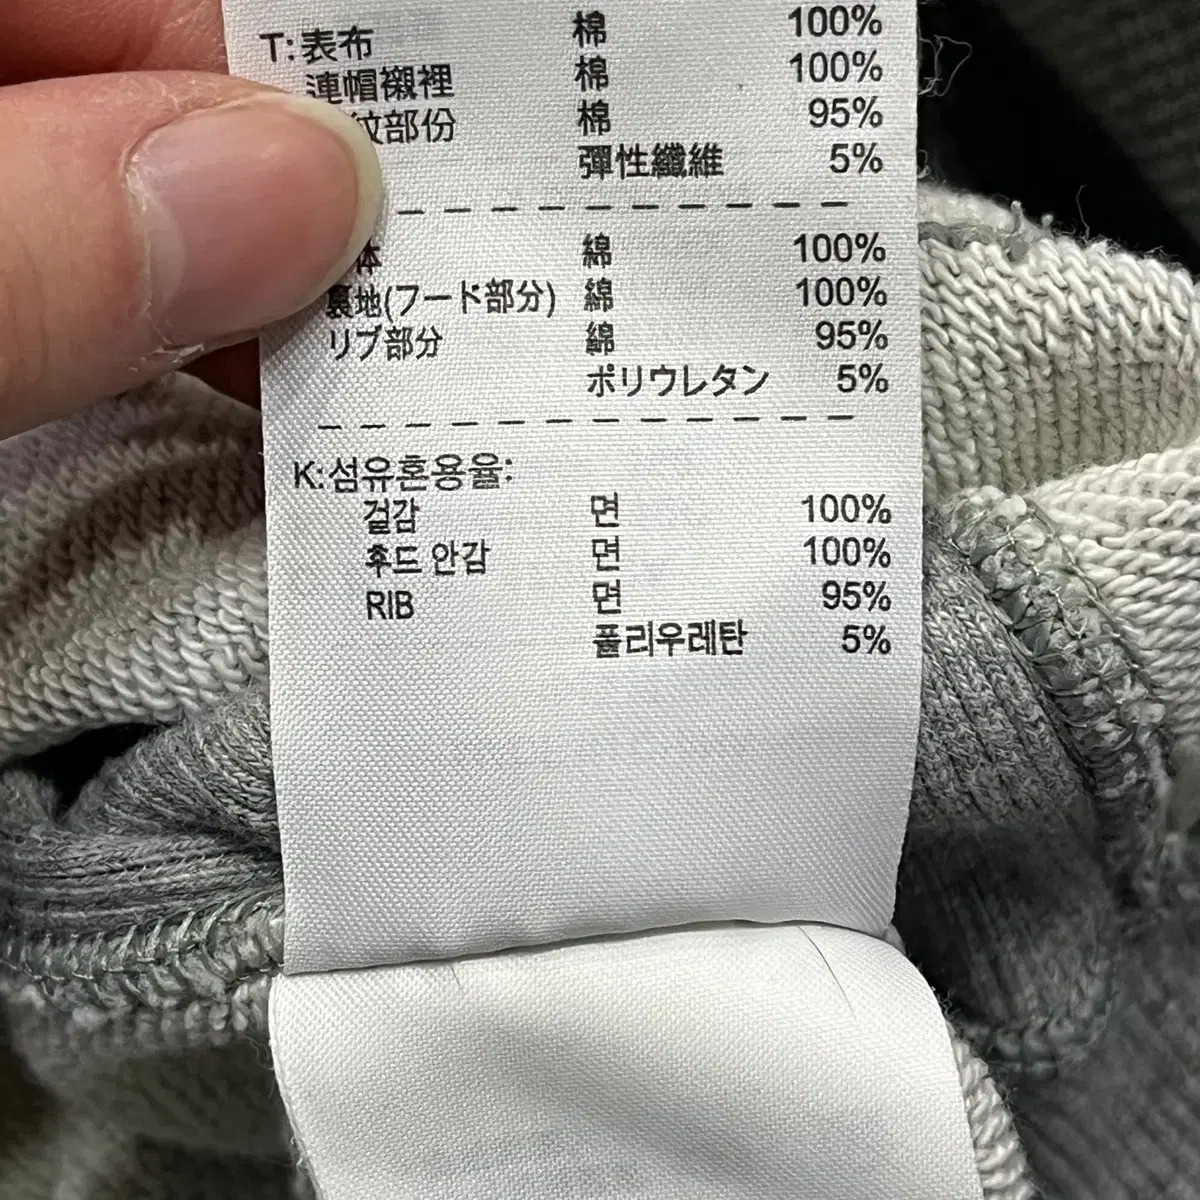 T: 表布 棉 100%
連帽襯裡 棉 100%
紋部份 棉 95%
彈性纖維 5%
体 綿 100%
裏地(フード部分) 綿 100%
リブ部分 綿 95%
ポリウレタン 5%
K: 섬유혼용율:
겉감 면 100%
후드 안감 면 100%
RIB 면 95%
폴리우레탄 5%